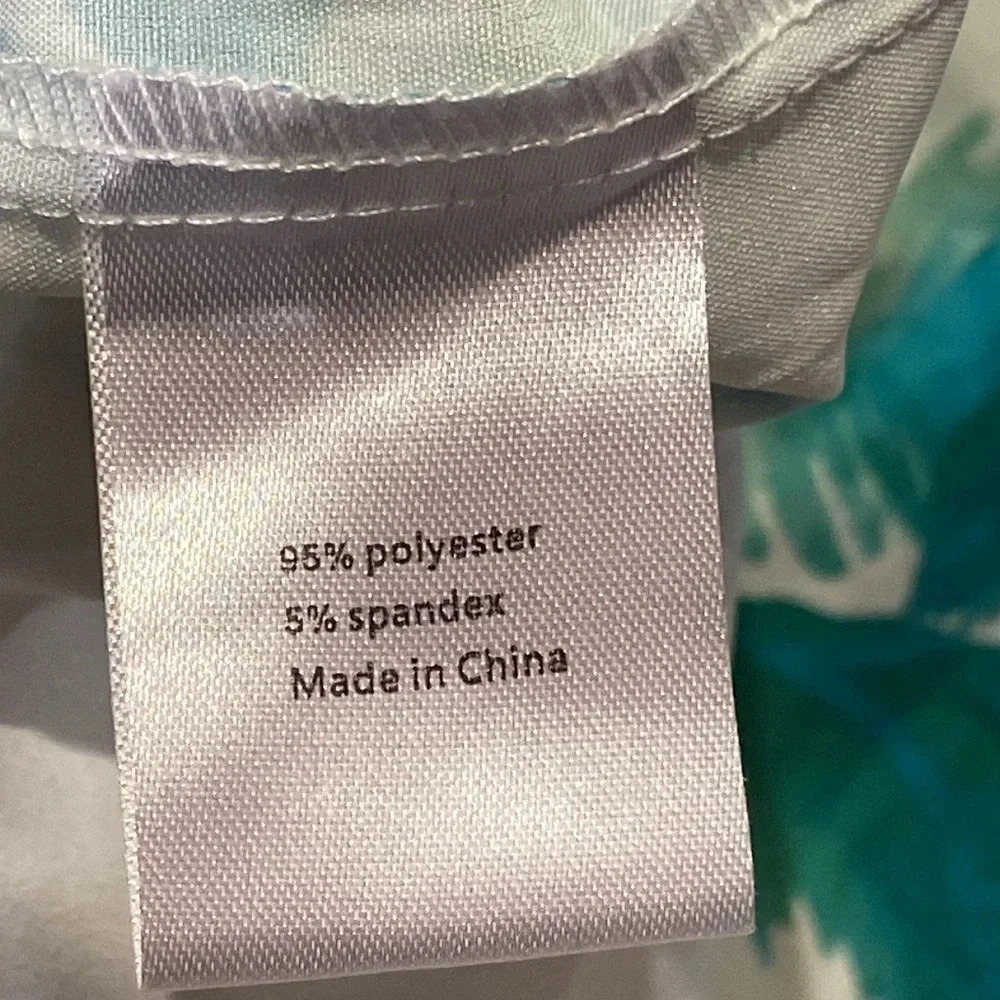 95% polyester
5% spandex
Made in China